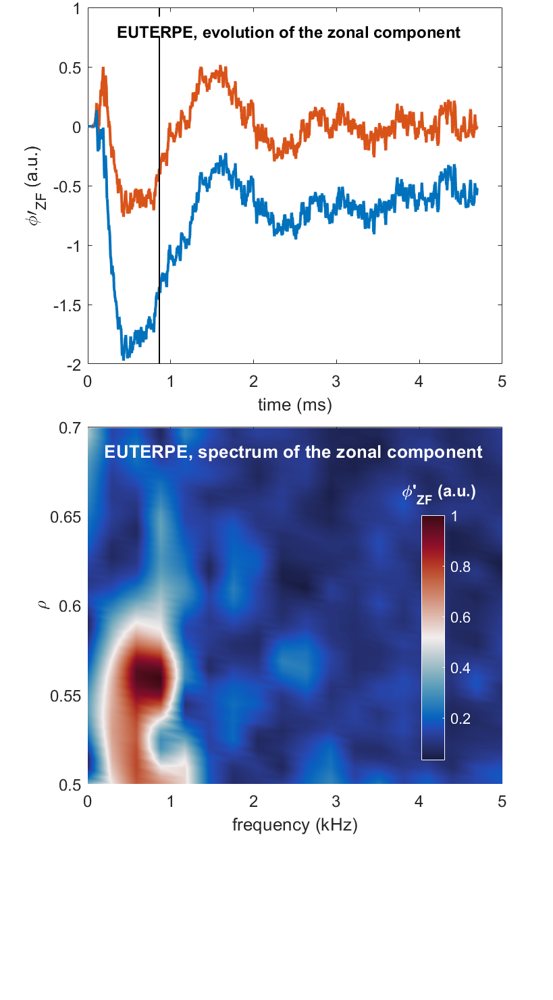 1
EUTERPE, evolution of the zonal component
0.5
0
-0.5
-1
-1.5
-2
ϕ′ZF (a.u.)
0 1 2 3 4 5
time (ms)
0.7
EUTERPE, spectrum of the zonal component
ϕ'ZF (a.u.)
0.65
0.6
0.55
0.5
ρ
1
0.8
0.6
0.4
0.2
0 1 2 3 4 5
frequency (kHz)